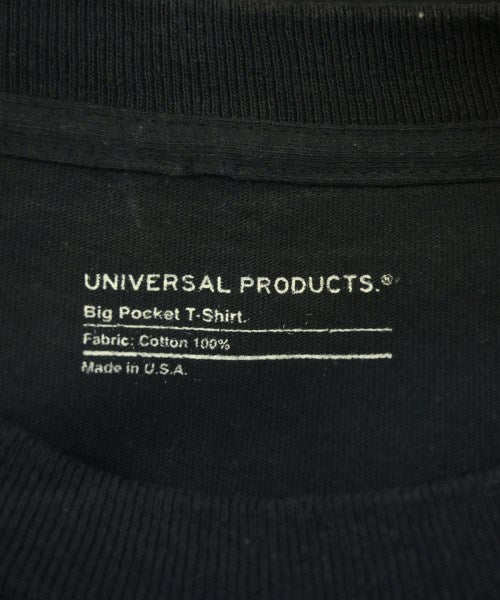 UNIVERSAL PRODUCTS.®
Big Pocket T-Shirt.
Fabric: Cotton 100%
Made in U.S.A.